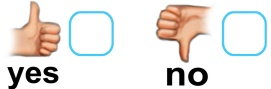 yes no